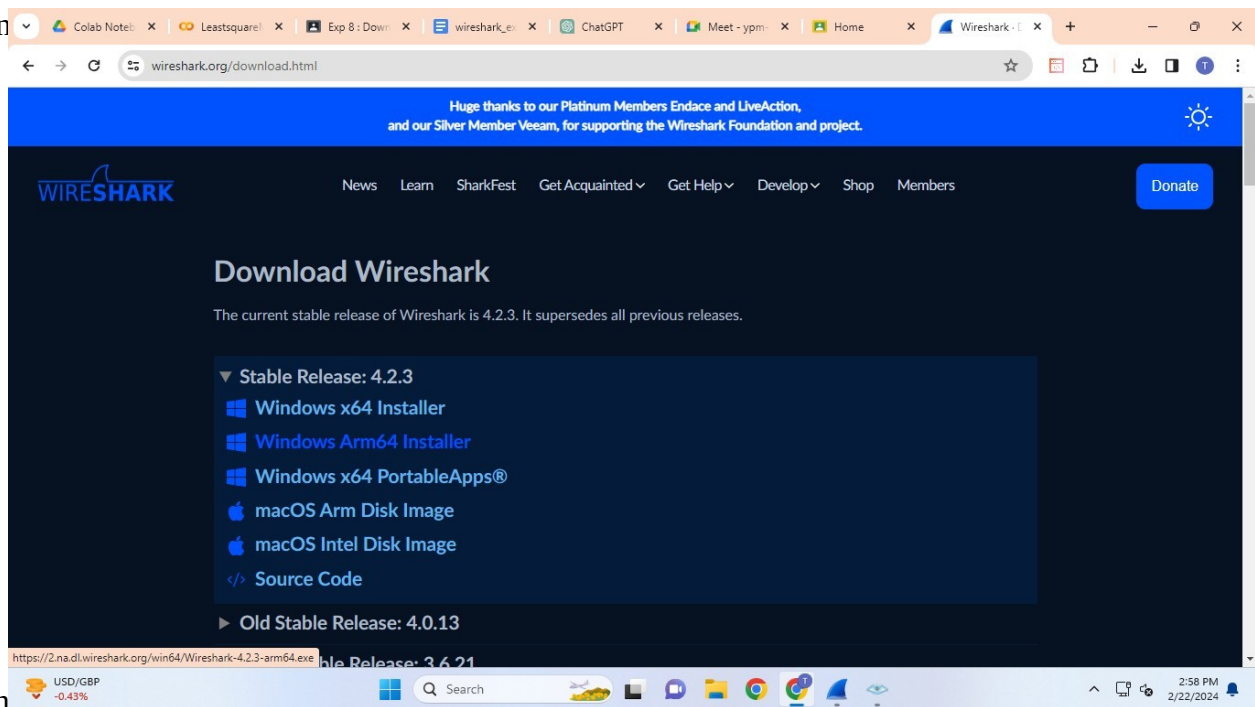 Colab Noteb
Leastsquare
Exp 8 : Down
wireshark_ex
ChatGPT
Meet - ypm-
Home
Wireshark · D
wireshark.org/download.html
T
Huge thanks to our Platinum Members Endace and LiveAction,
and our Silver Member Veeam, for supporting the Wireshark Foundation and project.
WIRESHARK
News Learn SharkFest Get Acquainted Get Help Develop Shop Members
Donate
Download Wireshark
The current stable release of Wireshark is 4.2.3. It supersedes all previous releases.
Stable Release: 4.2.3
Windows x64 Installer
Windows Arm64 Installer
Windows x64 PortableApps®
macOS Arm Disk Image
macOS Intel Disk Image
</> Source Code
Old Stable Release: 4.0.13
https://2.na.dl.wireshark.org/win64/Wireshark-4.2.3-arm64.exe
ble Release: 3.6.21
USD/GBP
-0.43%
Search
2:58 PM
2/22/2024